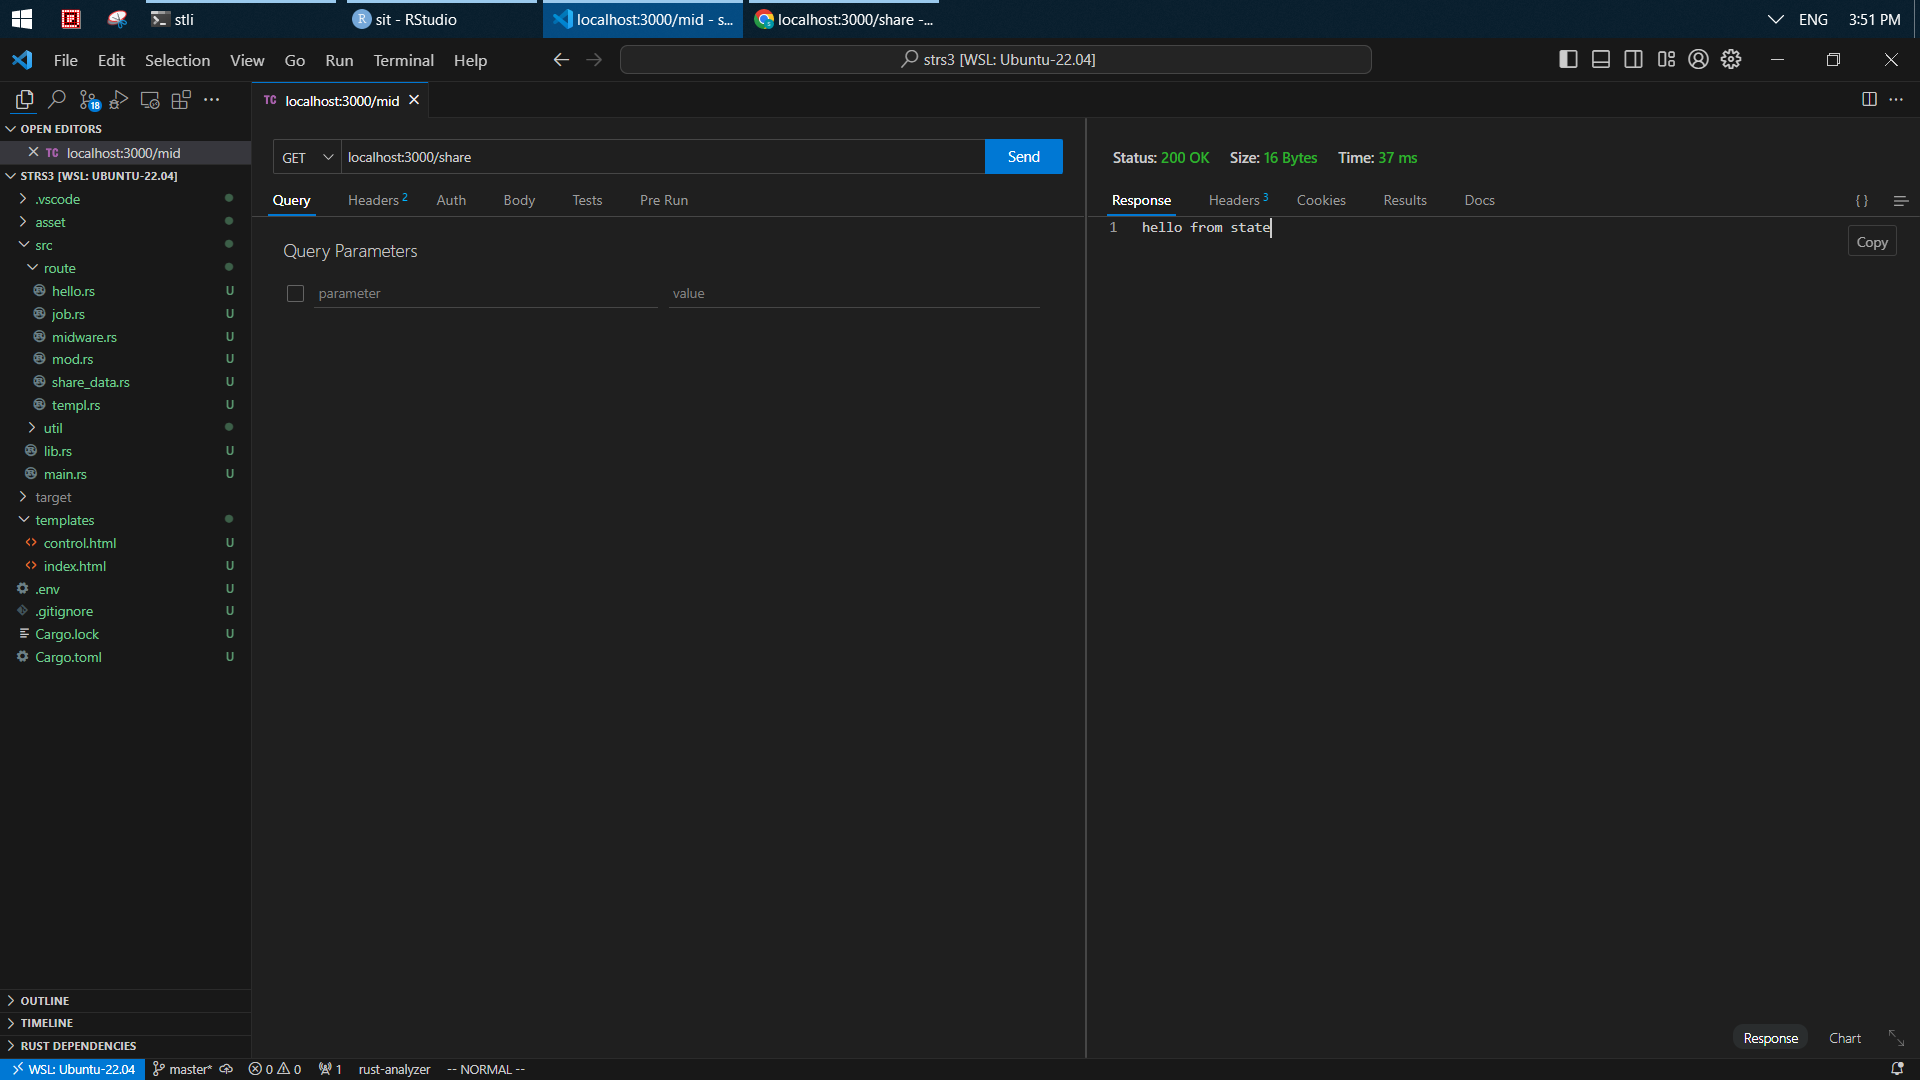 stli
sit - RStudio
localhost:3000/mid - s...
localhost:3000/share -...
ENG
3:51 PM
File Edit Selection View Go Run Terminal Help
strs3 [WSL: Ubuntu-22.04]
18
TC localhost:3000/mid
OPEN EDITORS
TC localhost:3000/mid
STRS3 [WSL: UBUNTU-22.04]
.vscode
asset
src
route
hello.rs U
job.rs U
midware.rs U
mod.rs U
share_data.rs U
templ.rs U
util
lib.rs U
main.rs U
target
templates
control.html U
index.html U
.env U
.gitignore U
Cargo.lock U
Cargo.toml U
OUTLINE
TIMELINE
RUST DEPENDENCIES
GET localhost:3000/share Send
Query Headers 2 Auth Body Tests Pre Run
Query Parameters
parameter value
Status: 200 OK Size: 16 Bytes Time: 37 ms
Response Headers 3 Cookies Results Docs { }
1 hello from state
Copy
Response Chart
WSL: Ubuntu-22.04 master* 0 0 1 rust-analyzer -- NORMAL --